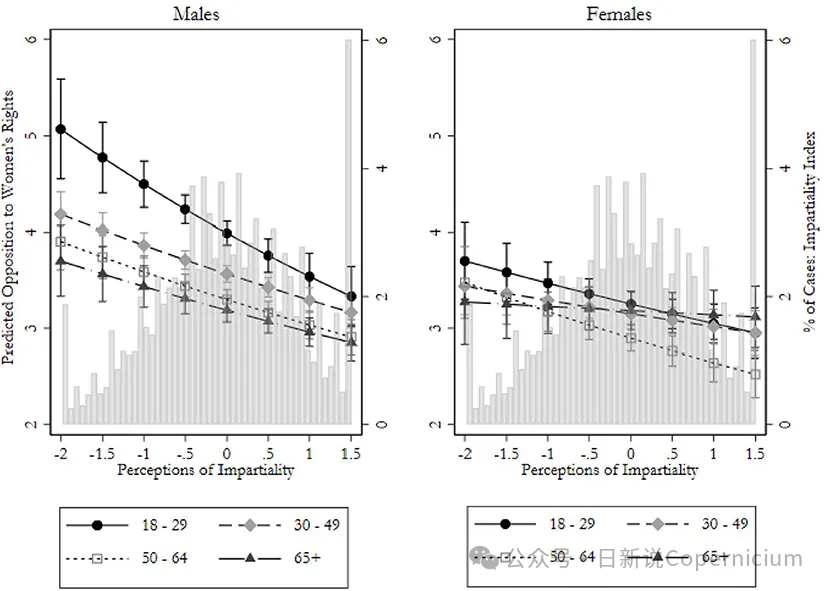 Males
Females
Predicted Opposition to Women's Rights
6
5
4
3
2
6
4
2
0
-2 -1.5 -1 -.5 0 .5 1 1.5
Perceptions of Impartiality
6
5
4
3
2
6
4
2
0
% of Cases: Impartiality Index
-2 -1.5 -1 -.5 0 .5 1 1.5
Perceptions of Impartiality
18 - 29 30 - 49
50 - 64 65+
18 - 29 30 - 49
50 - 64 65+
公众号·日新说Copernicium